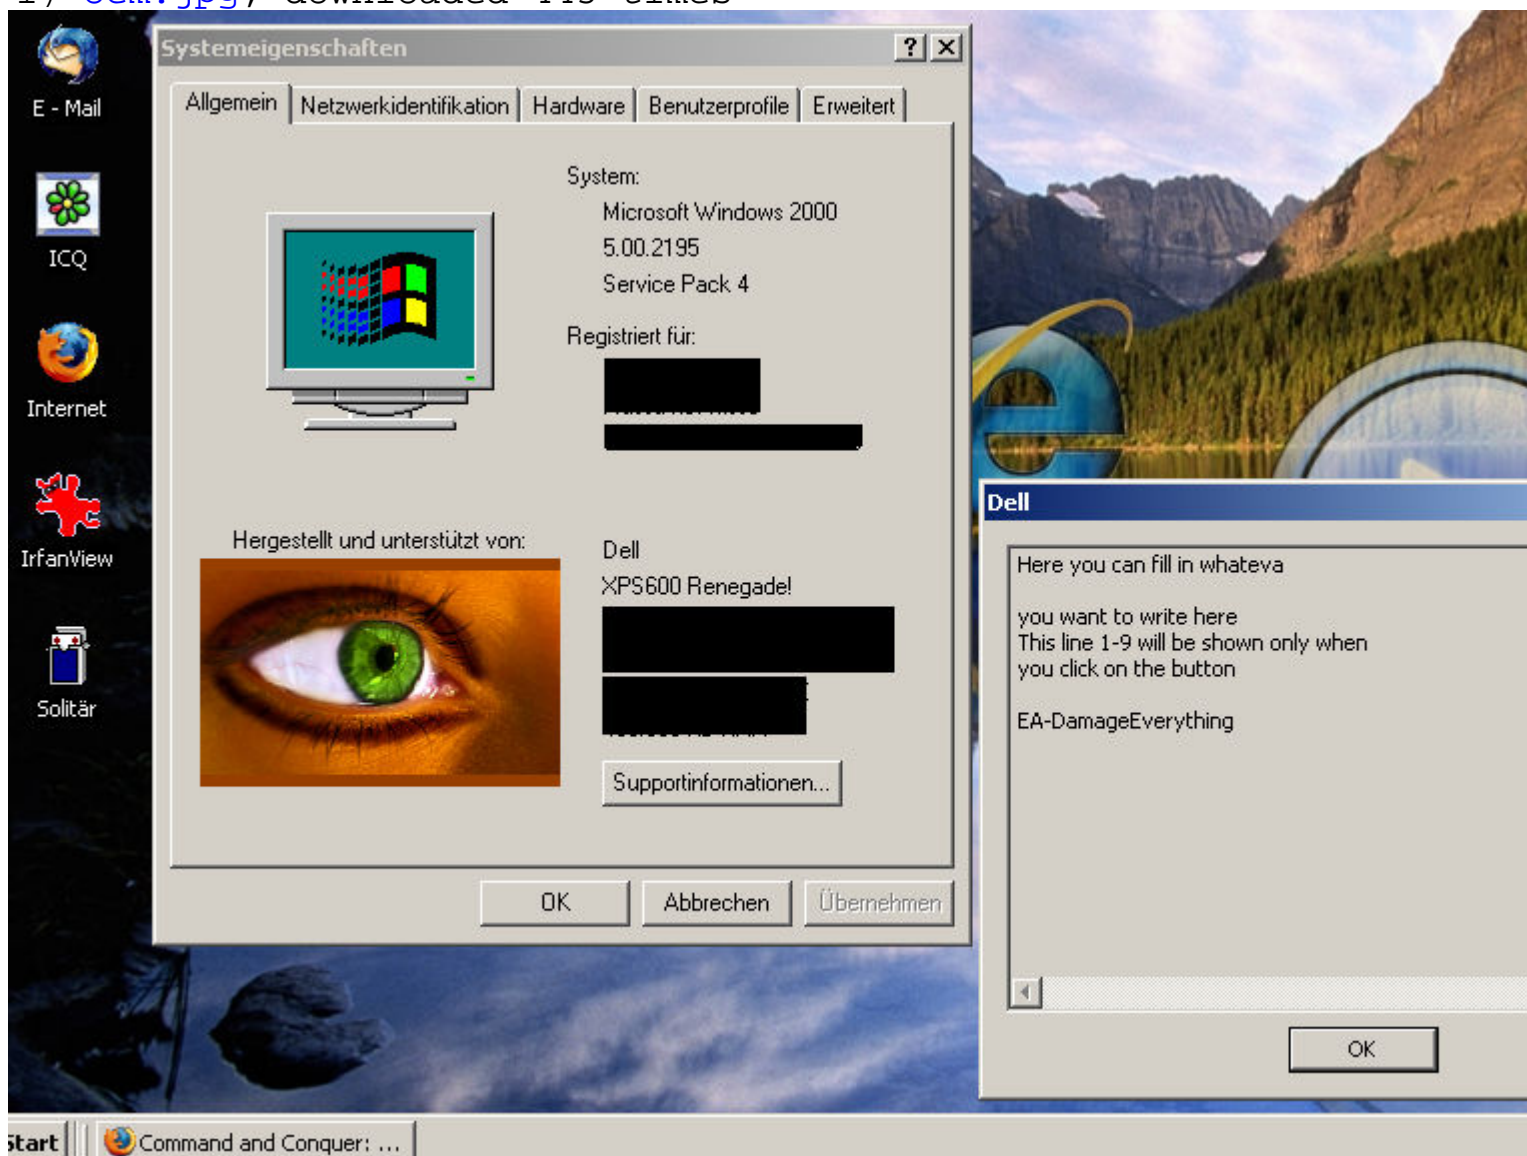 E - Mail
ICQ
Internet
IrfanView
Solitär
Systemeigenschaften
Allgemein
Netzwerkidentifikation
Hardware
Benutzerprofile
Erweitert
System:
Microsoft Windows 2000
5.00.2195
Service Pack 4
Registriert für:
Hergestellt und unterstützt von:
Dell
XPS600 Renegade!
Supportinformationen...
OK
Abbrechen
Übernehmen
Dell
Here you can fill in whateva
you want to write here
This line 1-9 will be shown only when
you click on the button
EA-DamageEverything
OK
Start
Command and Conquer: ...